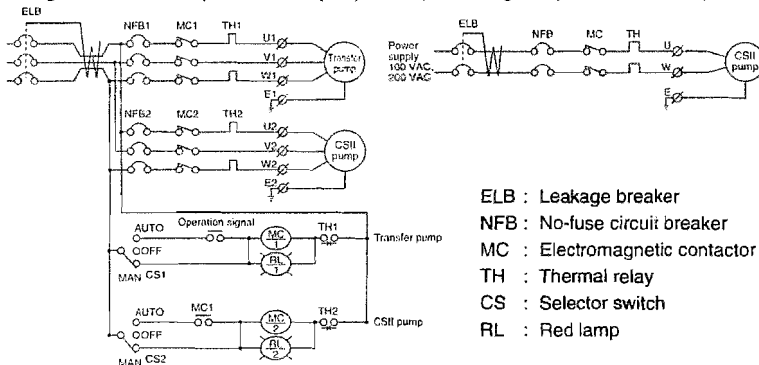 ELB
NFB1 MC1 TH1 U1
V1
W1
E1
Transfer
pump
NFB2 MC2 TH2 U2
V2
W2
E2
CSII
pump
AUTO Operation signal
OFF
MAN CS1
MC
1
RL
1
TH1
Transfer pump
AUTO MC1
OFF
MAN CS2
MC
2
RL
2
TH2
CSII pump
ELB
Power
supply
100 VAC,
200 VAC
NFB MC TH U
W
E
CSII
pump
ELB : Leakage breaker
NFB : No-fuse circuit breaker
MC : Electromagnetic contactor
TH : Thermal relay
CS : Selector switch
RL : Red lamp